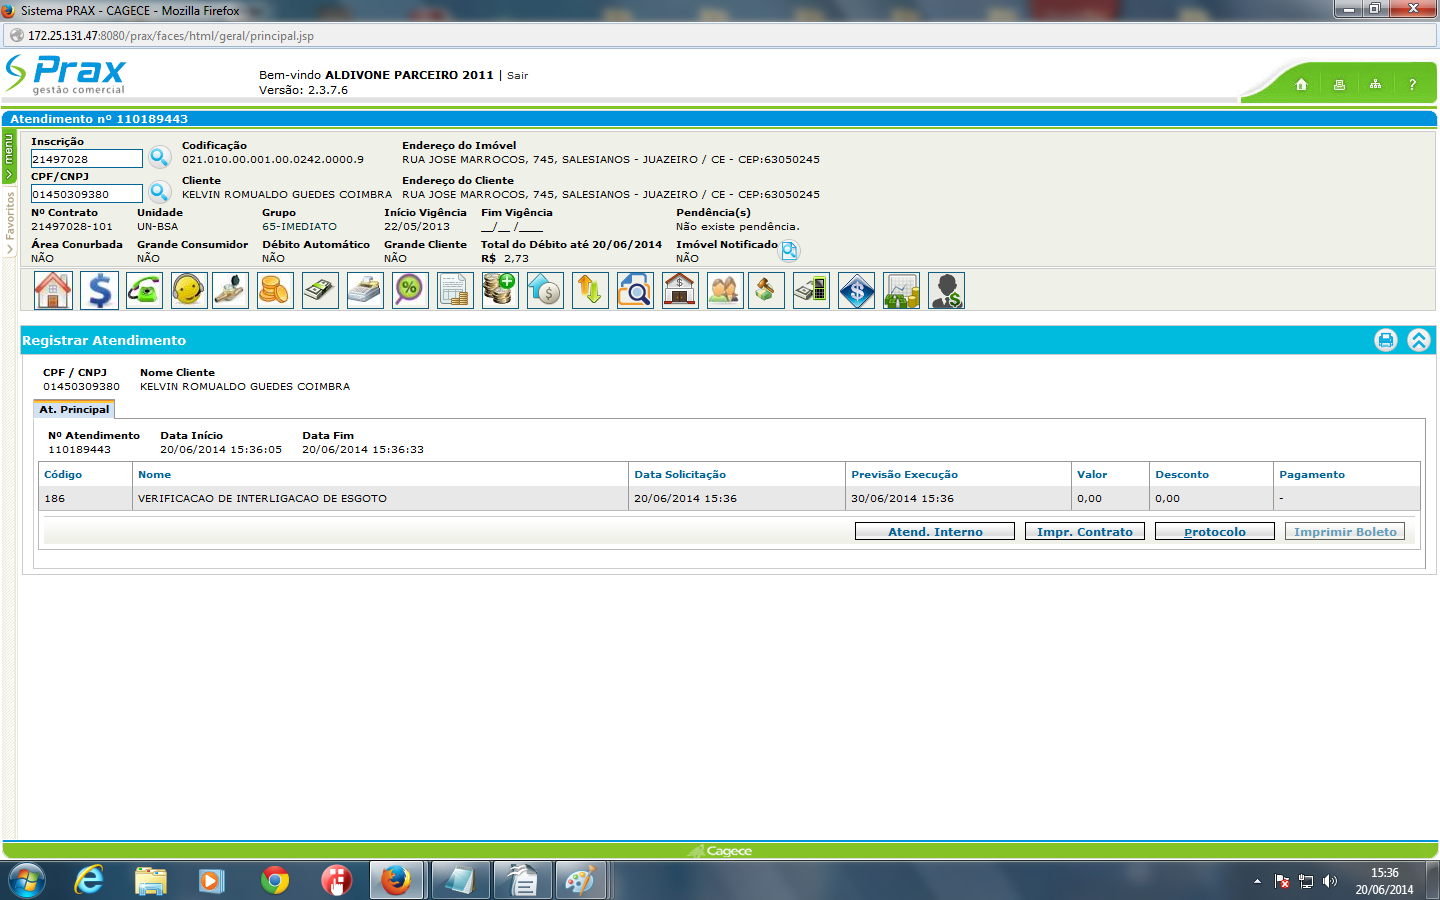 Sistema PRAX - CAGECE - Mozilla Firefox
172.25.131.47:8080/prax/faces/html/geral/principal.jsp
Prax
gestão comercial
Bem-vindo ALDIVONE PARCEIRO 2011 | Sair
Versão: 2.3.7.6
?
Atendimento nº 110189443
menu
Favoritos
Inscrição
21497028
Codificação
021.010.00.001.00.0242.0000.9
Endereço do Imóvel
RUA JOSE MARROCOS, 745, SALESIANOS - JUAZEIRO / CE - CEP:63050245
CPF/CNPJ
01450309380
Cliente
KELVIN ROMUALDO GUEDES COIMBRA
Endereço do Cliente
RUA JOSE MARROCOS, 745, SALESIANOS - JUAZEIRO / CE - CEP:63050245
Nº Contrato Unidade Grupo Início Vigência Fim Vigência Pendência(s)
21497028-101 UN-BSA 65-IMEDIATO 22/05/2013 __/__ /____ Não existe pendência.
Área Conurbada Grande Consumidor Débito Automático Grande Cliente Total do Débito até 20/06/2014 Imóvel Notificado
NÃO NÃO NÃO NÃO R$ 2,73 NÃO
Registrar Atendimento
CPF / CNPJ Nome Cliente
01450309380 KELVIN ROMUALDO GUEDES COIMBRA
At. Principal
Nº Atendimento Data Início Data Fim
110189443 20/06/2014 15:36:05 20/06/2014 15:36:33
Código Nome Data Solicitação Previsão Execução Valor Desconto Pagamento
186 VERIFICACAO DE INTERLIGACAO DE ESGOTO 20/06/2014 15:36 30/06/2014 15:36 0,00 0,00 -
Atend. Interno Impr. Contrato Protocolo Imprimir Boleto
Cagece
15:36
20/06/2014